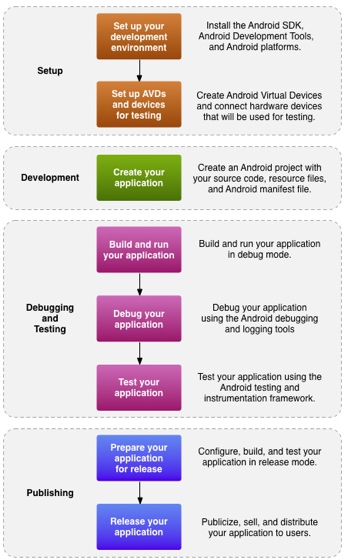 Setup
Set up your
development
environment
Install the Android SDK,
Android Development Tools,
and Android platforms.
Set up AVDs
and devices
for testing
Create Android Virtual Devices
and connect hardware devices
that will be used for testing.
Development
Create your
application
Create an Android project with
your source code, resource files,
and Android manifest file.
Debugging
and
Testing
Build and run
your application
Build and run your application
in debug mode.
Debug your
application
Debug your application
using the Android debugging
and logging tools
Test your
application
Test your application using the
Android testing and
instrumentation framework.
Publishing
Prepare your
application
for release
Configure, build, and test your
application in release mode.
Release your
application
Publicize, sell, and distribute
your application to users.